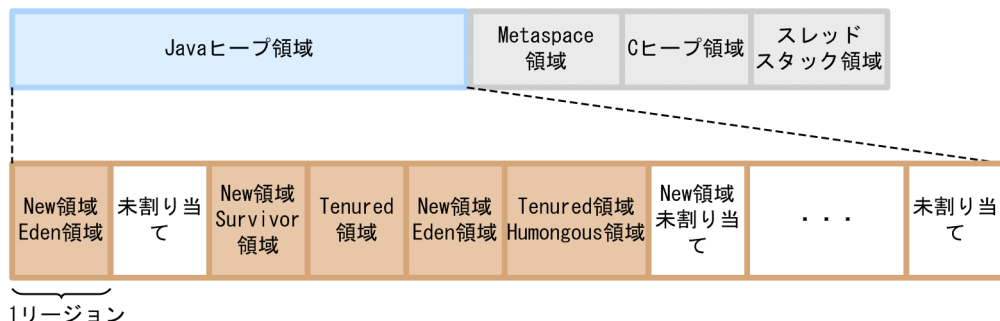 Javaヒープ領域
Metaspace
領域
Cヒープ領域
スレッド
スタック領域
New領域
Eden領域
未割り当
て
New領域
Survivor
領域
Tenured
領域
New領域
Eden領域
Tenured領域
Humongous領域
New領域
未割り当
て
・・・
未割り当
て
1リージョン